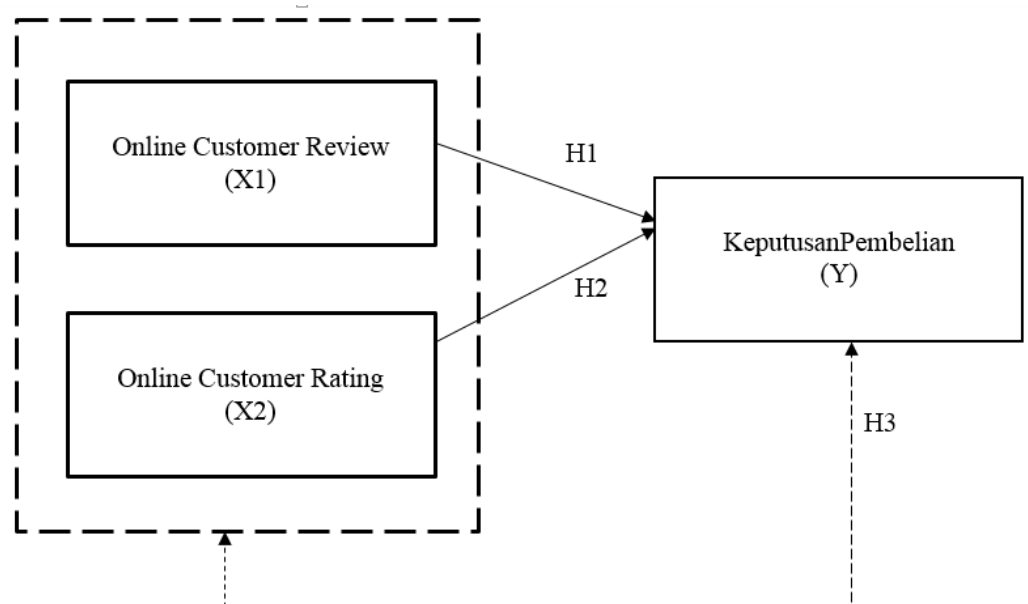 Online Customer Review
(X1)
H1
KeputusanPembelian
(Y)
H2
Online Customer Rating
(X2)
H3